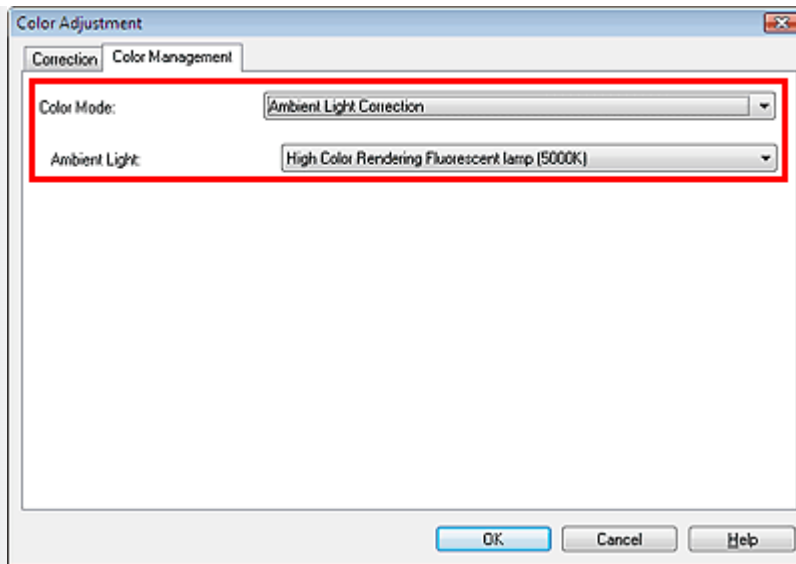 Color Adjustment
Correction Color Management
Color Mode: Ambient Light Correction
Ambient Light: High Color Rendering Fluorescent lamp (5000K)
OK Cancel Help